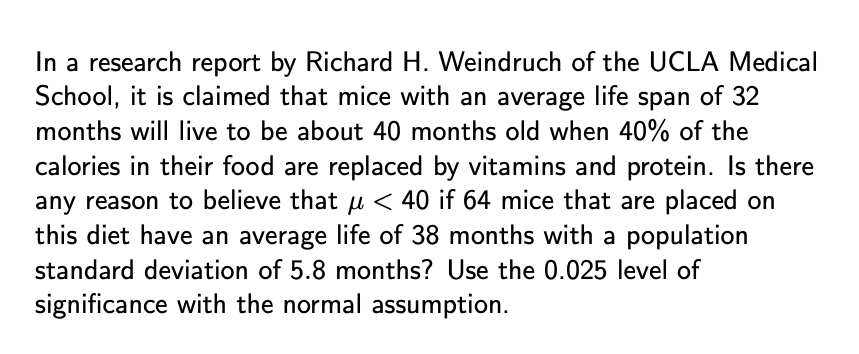 In a research report by Richard H. Weindruch of the UCLA Medical
School, it is claimed that mice with an average life span of 32
months will live to be about 40 months old when 40% of the
calories in their food are replaced by vitamins and protein. Is there
any reason to believe that μ < 40 if 64 mice that are placed on
this diet have an average life of 38 months with a population
standard deviation of 5.8 months? Use the 0.025 level of
significance with the normal assumption.